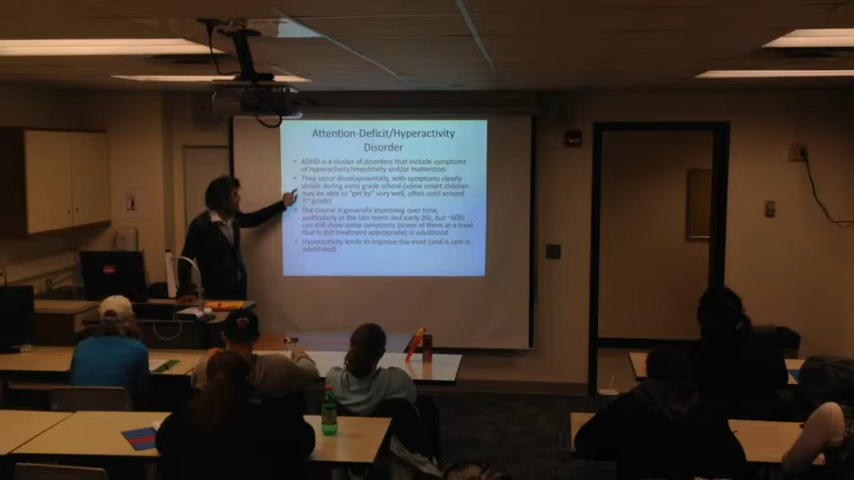 Attention-Deficit/Hyperactivity
Disorder
• ADHD is a cluster of disorders that include symptoms
of hyperactivity/impulsivity and/or inattention
• They occur developmentally, with symptoms clearly
visible during early grade school (some smart children
may be able to "get by" very well, often until around
grade)
• The course is generally improving over time,
particularly in the late teens and early 20s, but ~60%
can still show some symptoms (some of them at a level
that is still treatment appropriate) in adulthood
• Hyperactivity tends to improve the most (and is rare in
adulthood)